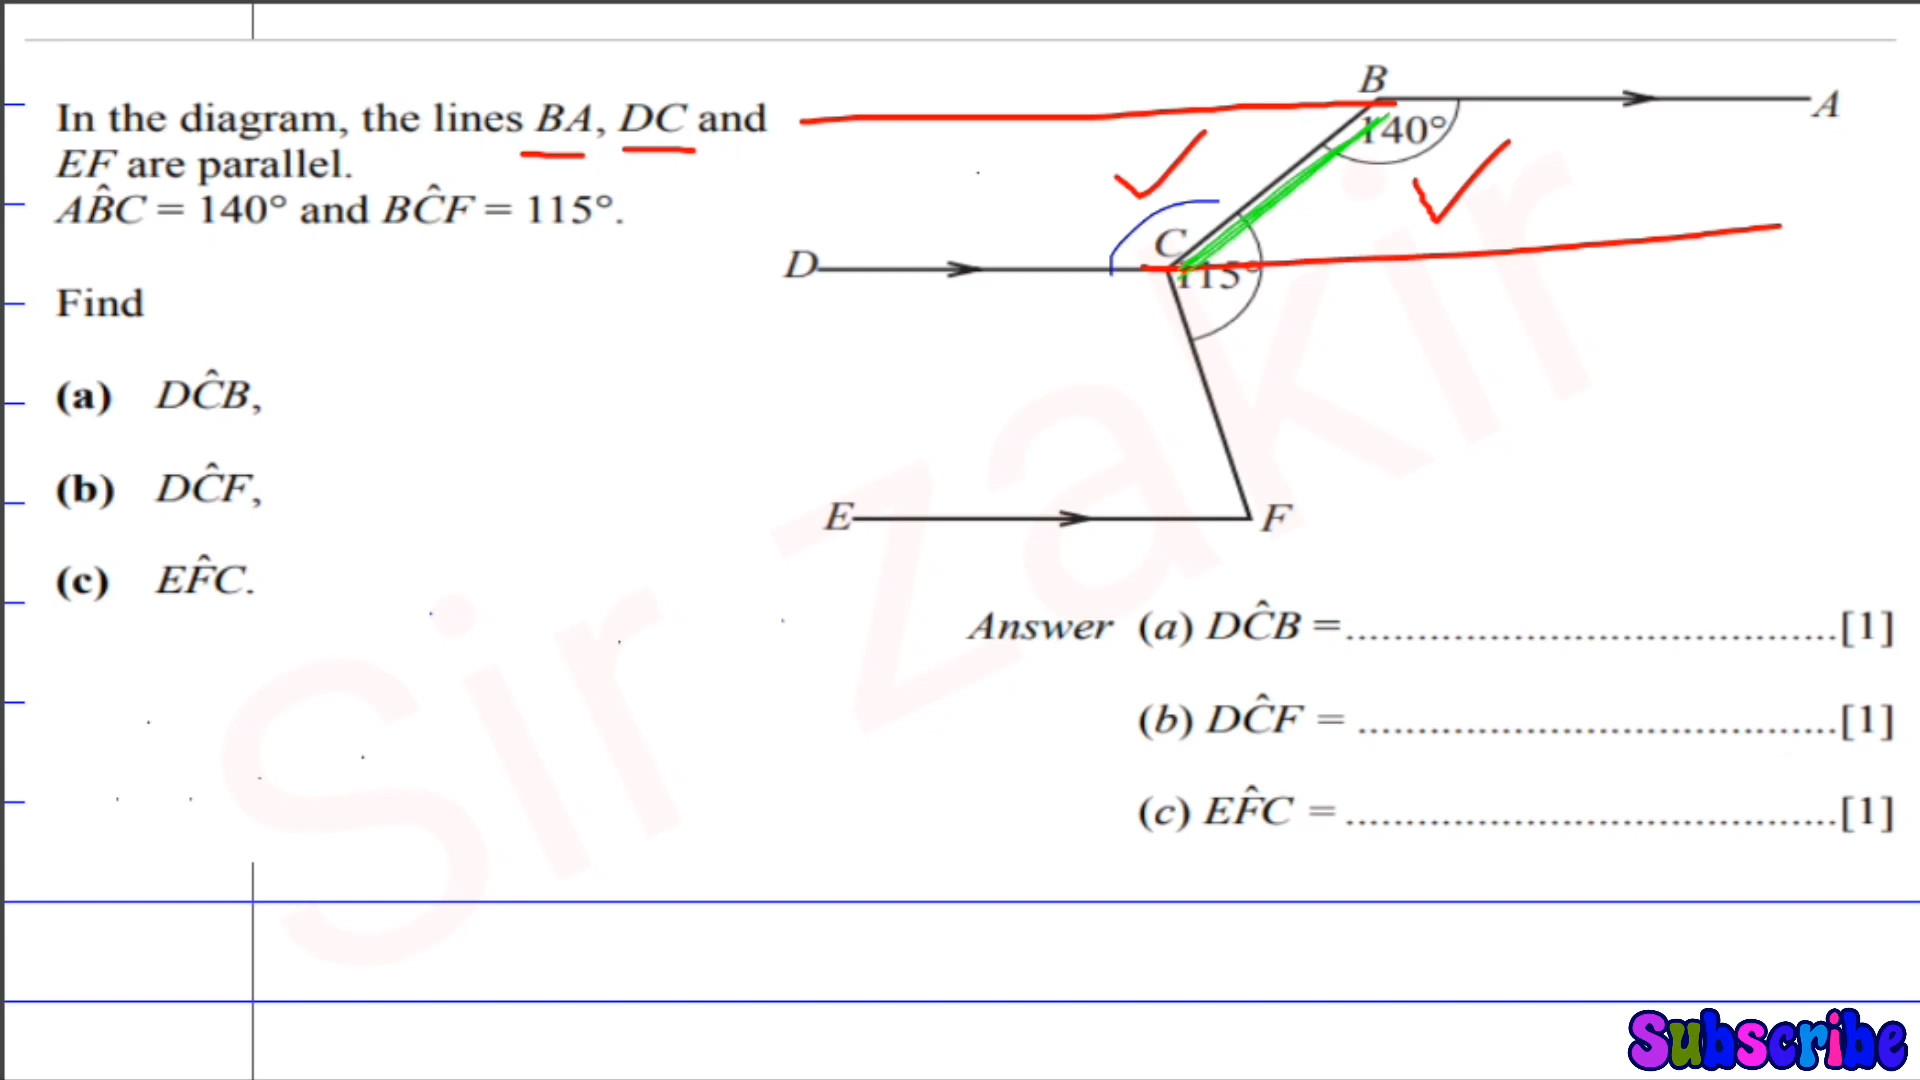 In the diagram, the lines BA, DC and
EF are parallel.
AB̂C = 140° and BĈF = 115°.
Find
(a) DĈB,
(b) DĈF,
(c) EF̂C.
B
A
140°
C
D
115°
E
F
Answer (a) DĈB = ........................................ [1]
(b) DĈF = ........................................ [1]
(c) EF̂C = ........................................ [1]
Sir zakir
Subscribe